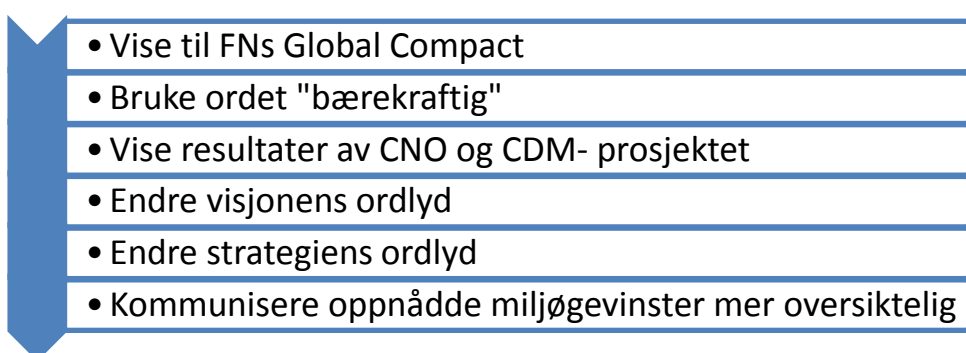 • Vise til FNs Global Compact
• Bruke ordet "bærekraftig"
• Vise resultater av CNO og CDM- prosjektet
• Endre visjonens ordlyd
• Endre strategiens ordlyd
• Kommunisere oppnådde miljøgevinster mer oversiktelig